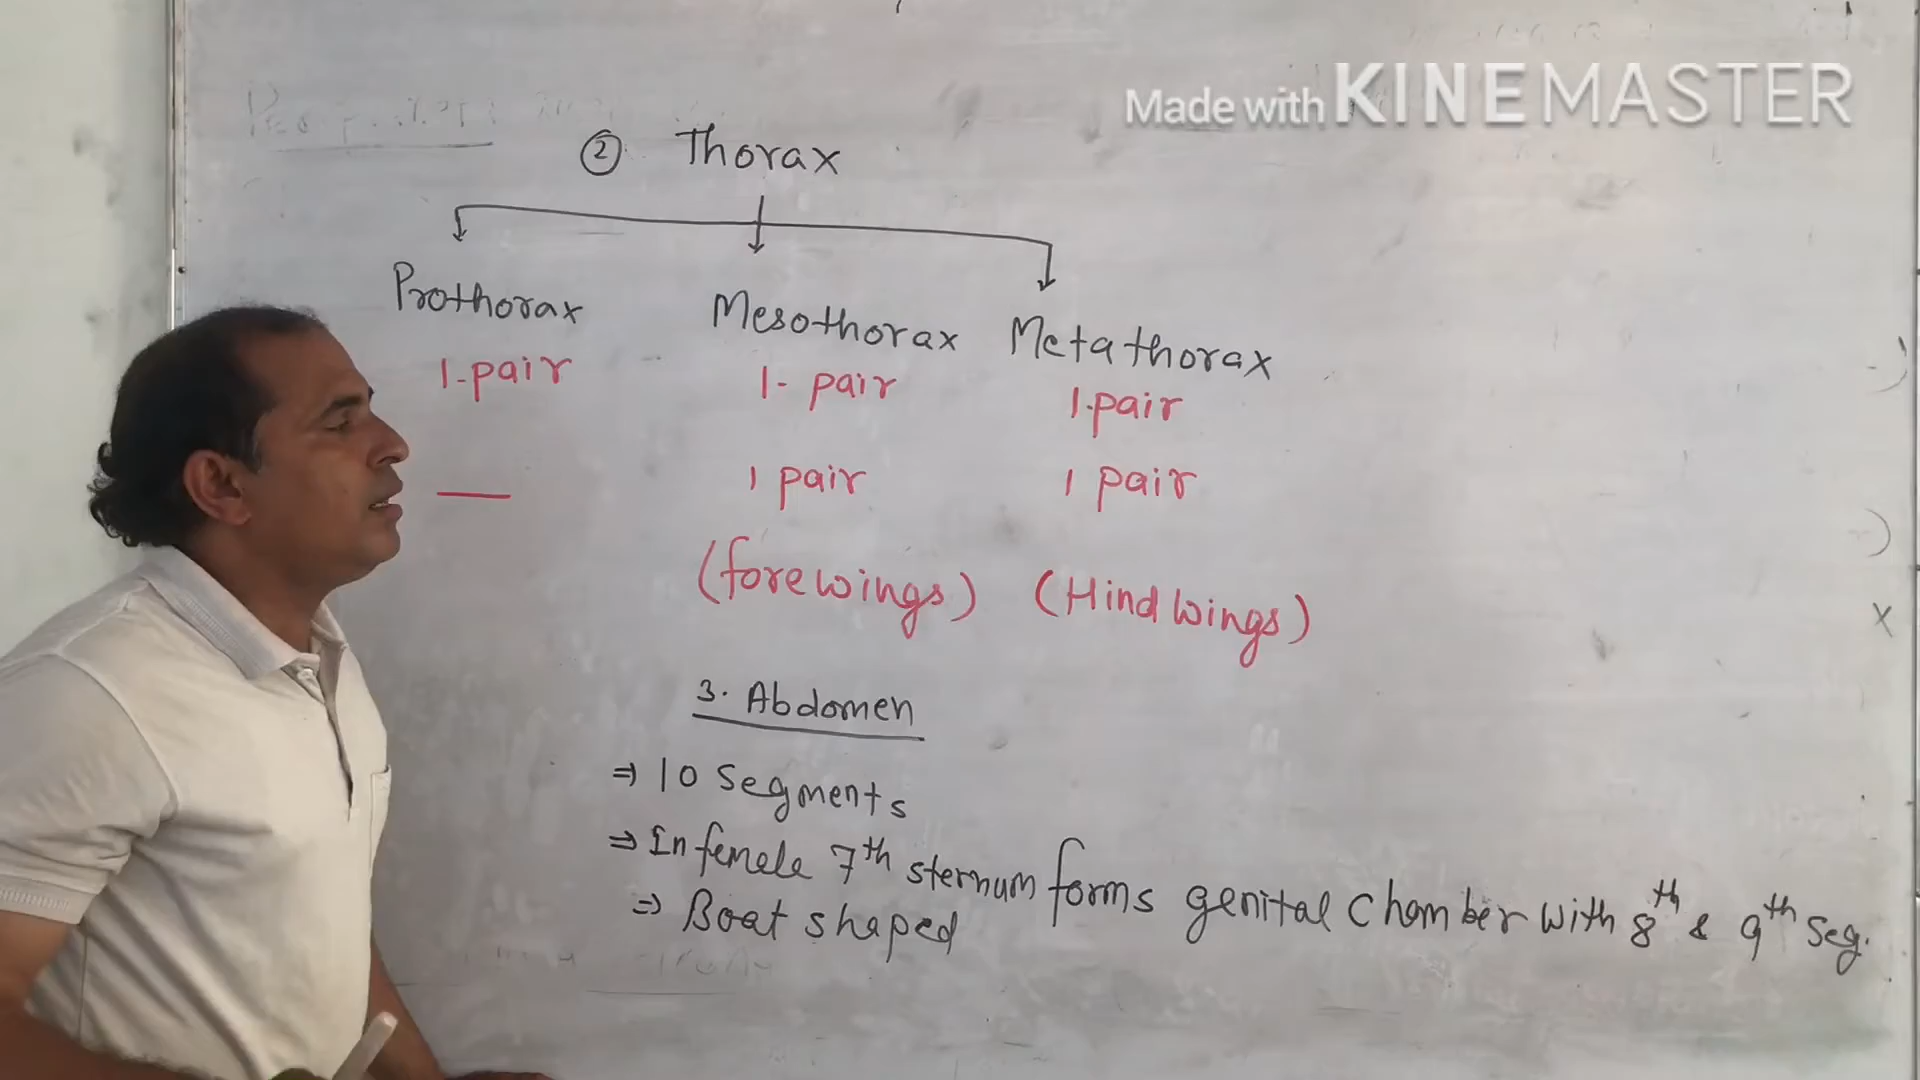 Made with KINEMASTER
② Thorax
Prothorax Mesothorax Metathorax
1-pair 1- pair 1.pair
— 1 pair 1 pair
(forewings) (Hind wings)
3. Abdomen
⇒ 10 Segments
⇒ In femele 7th sternum forms genital chamber with 8th & 9th seg.
⇒ Boat shaped